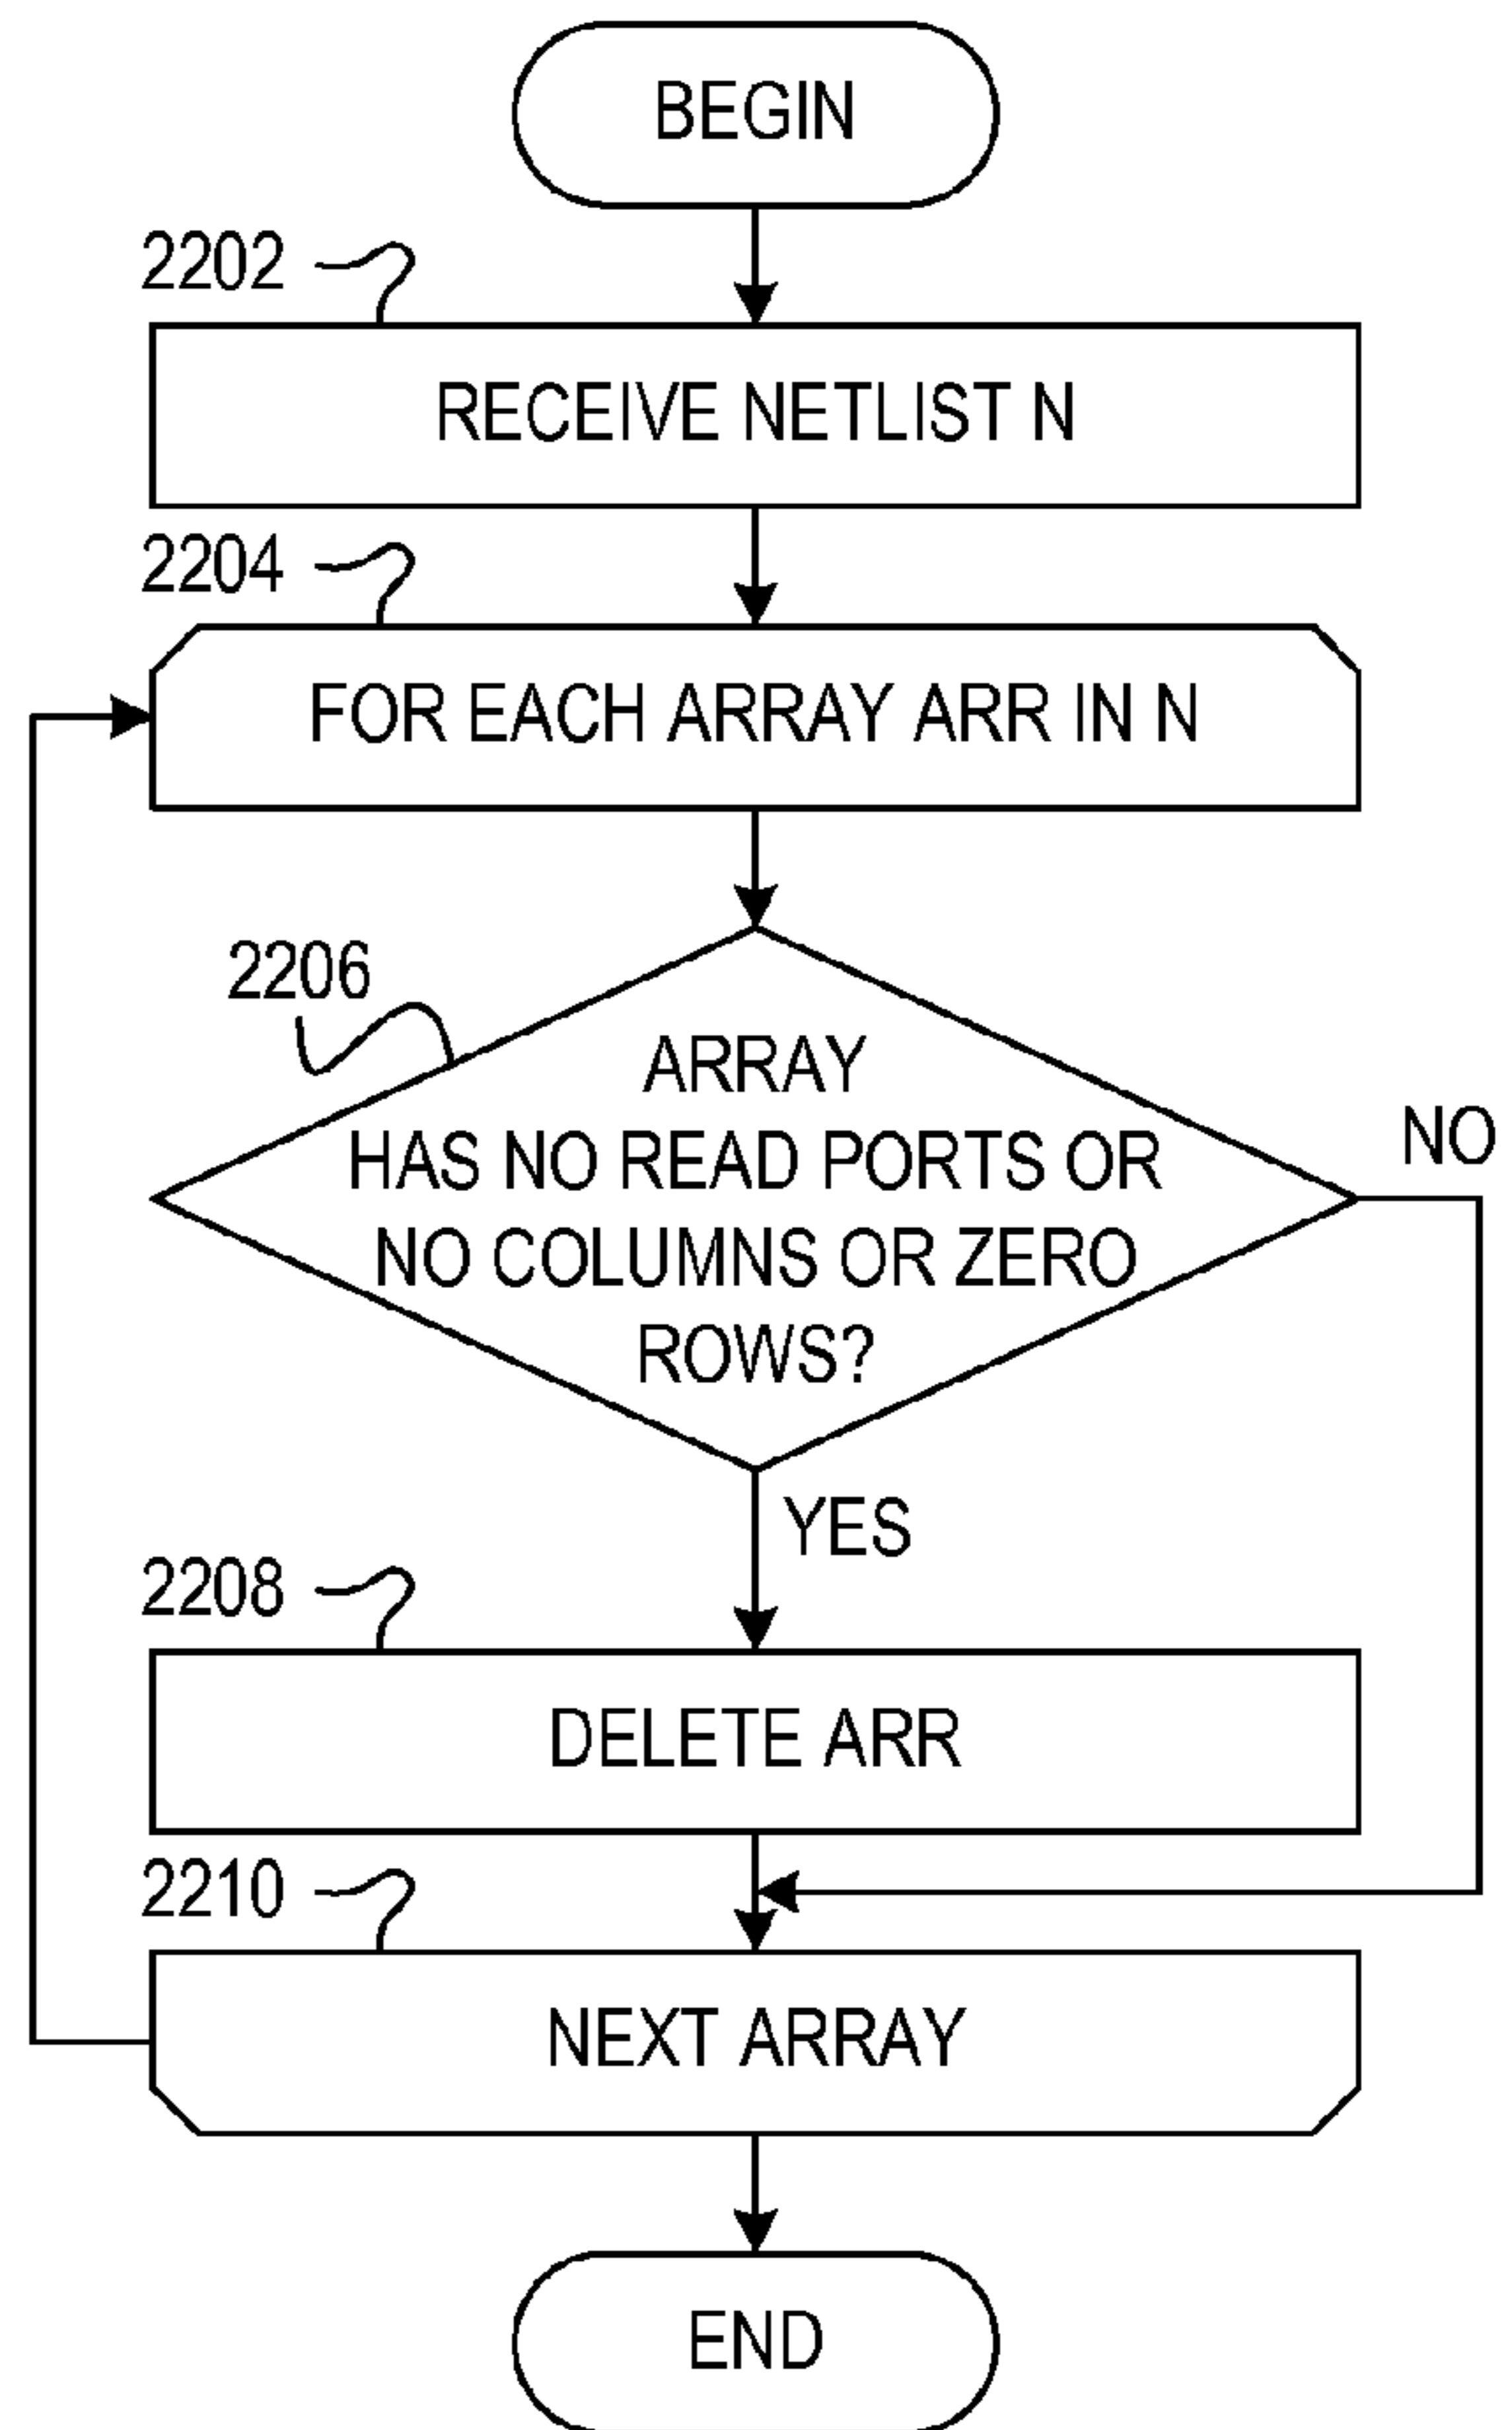 BEGIN
2202
RECEIVE NETLIST N
2204
FOR EACH ARRAY ARR IN N
2206
ARRAY
HAS NO READ PORTS OR
NO COLUMNS OR ZERO
ROWS?
NO
YES
2208
DELETE ARR
2210
NEXT ARRAY
END